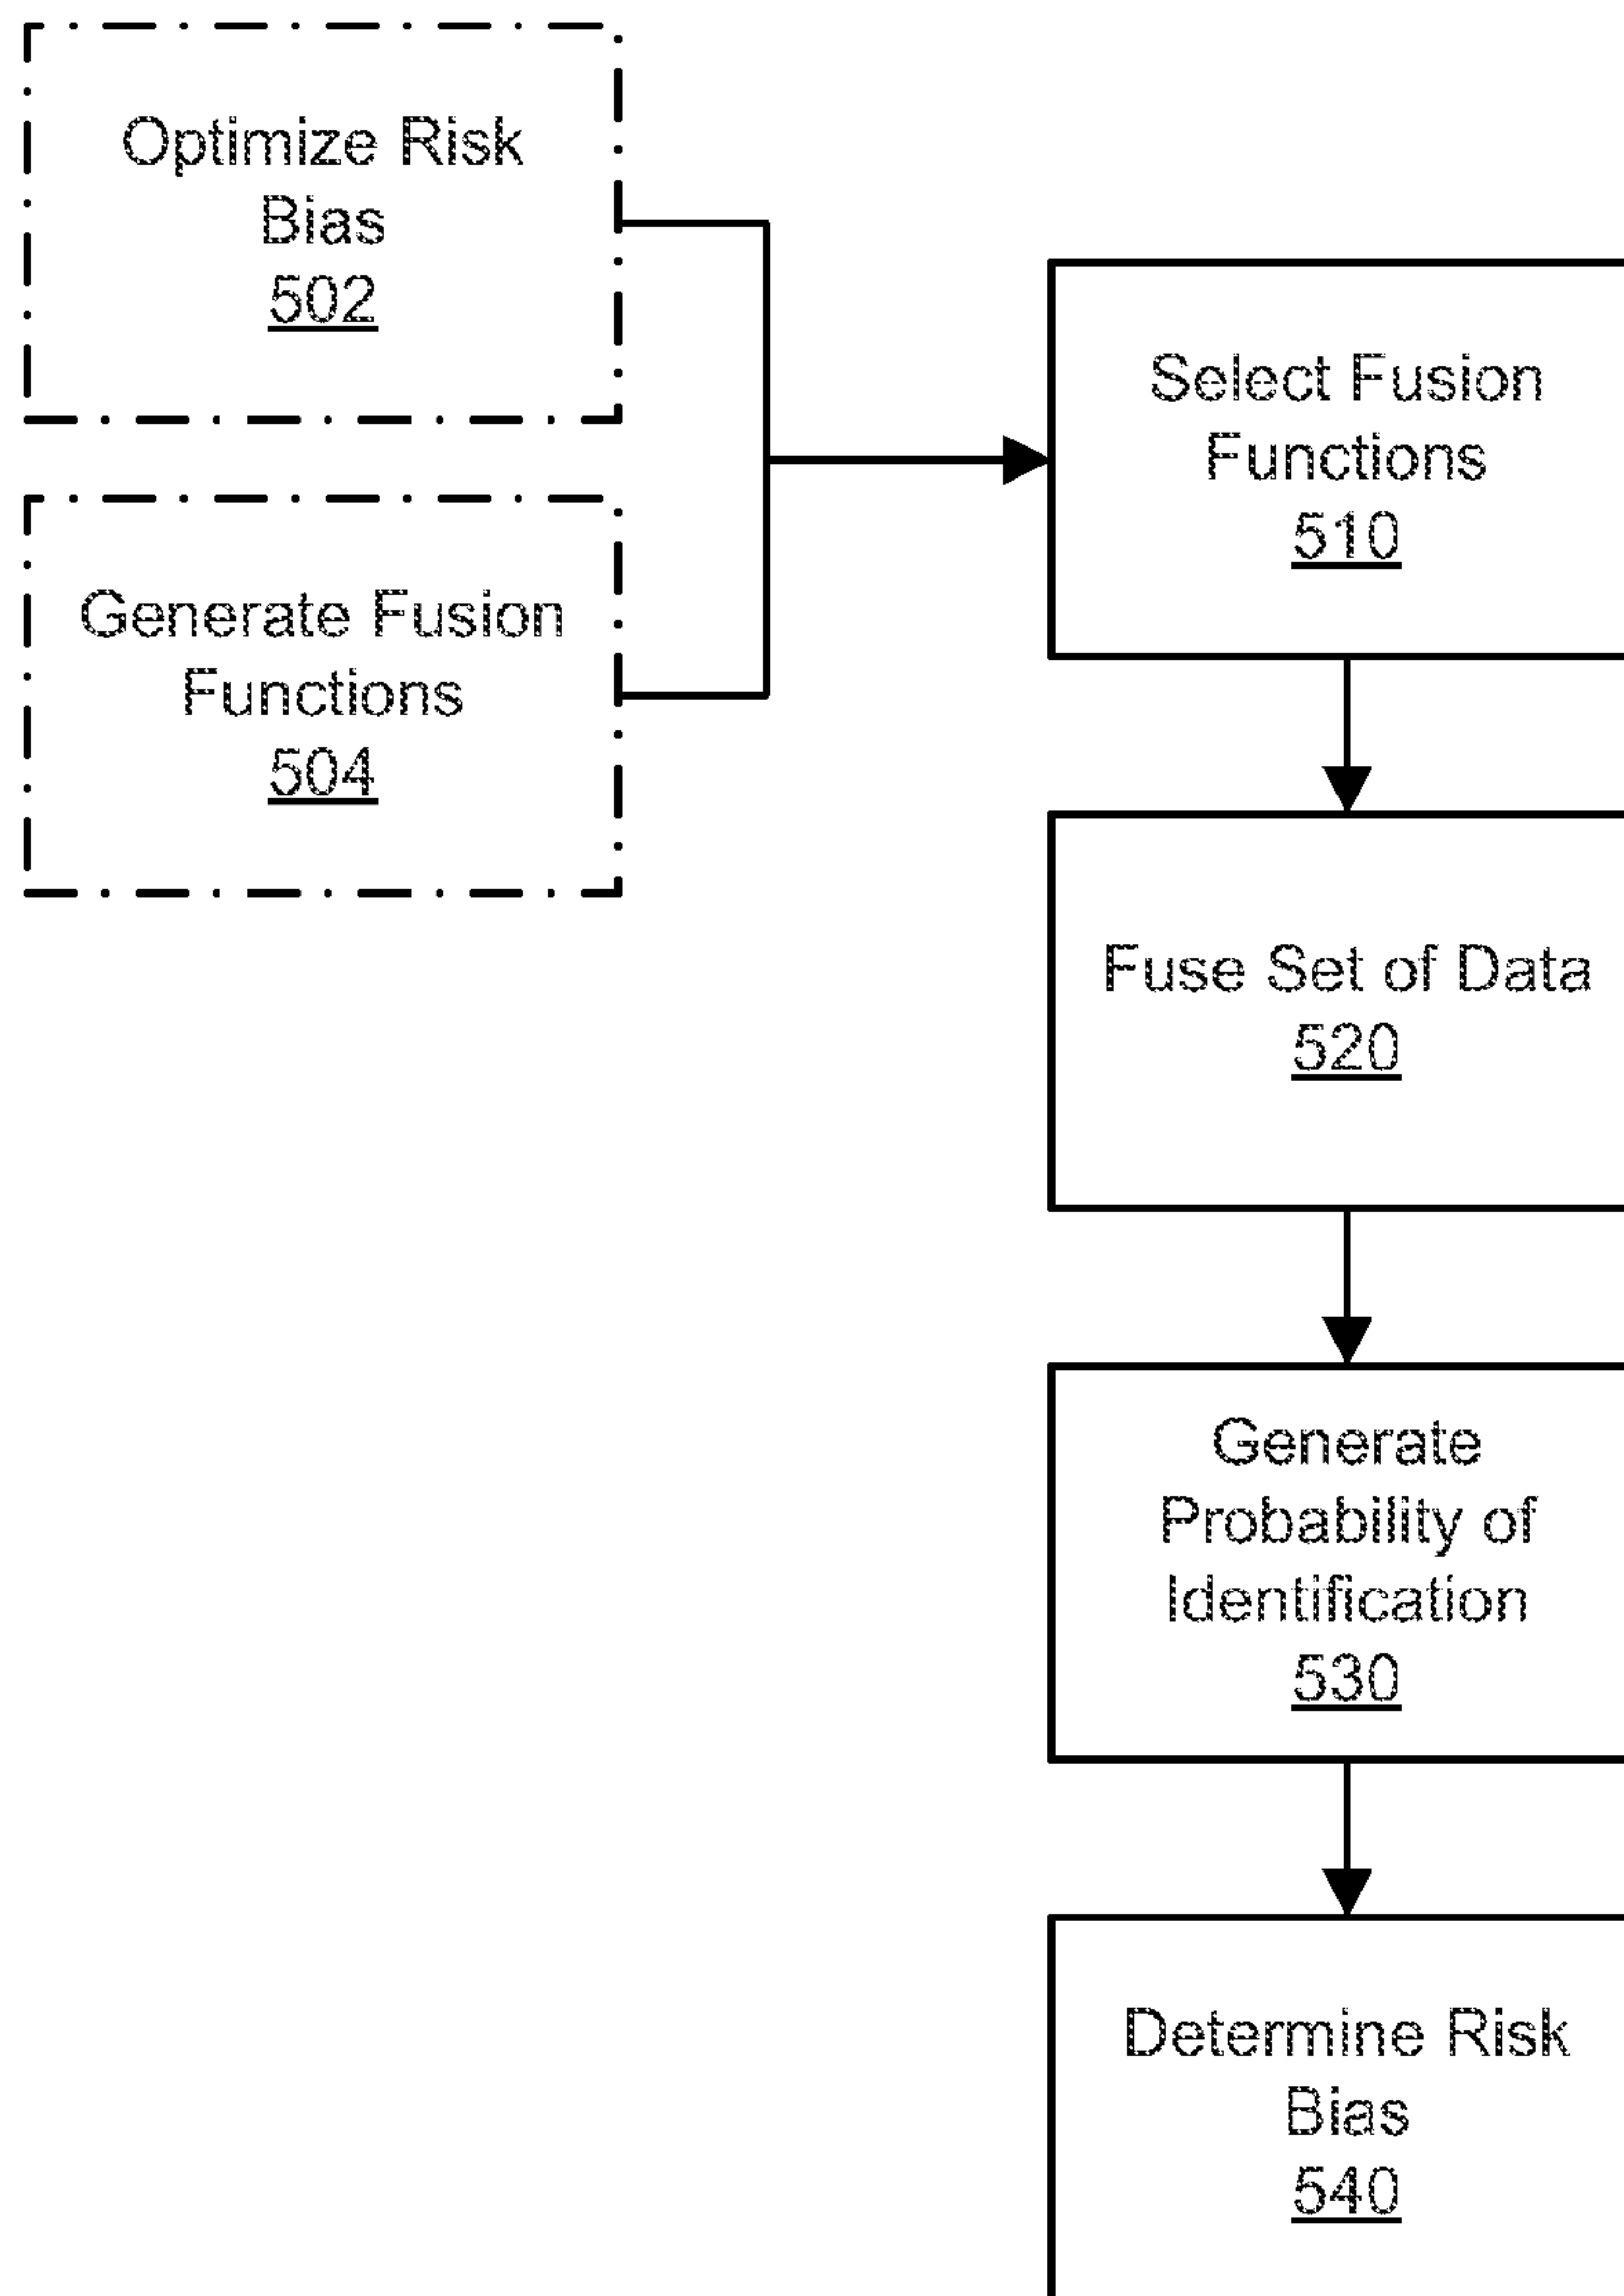 Optimize Risk
Bias
502
Generate Fusion
Functions
504
Select Fusion
Functions
510
Fuse Set of Data
520
Generate
Probability of
Identification
530
Determine Risk
Bias
540